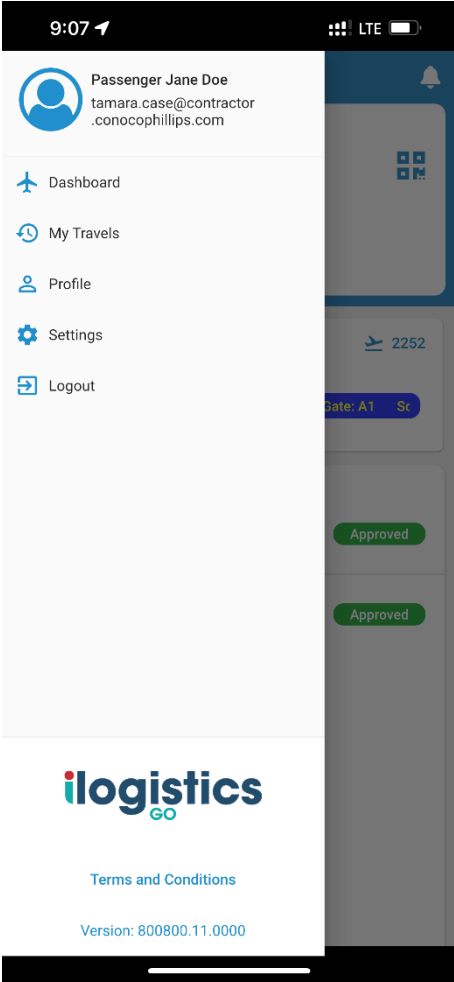 9:07
LTE
Passenger Jane Doe
tamara.case@contractor
.conocophillips.com
Dashboard
My Travels
Profile
Settings
Logout
2252
Gate: A1
Approved
Approved
ilogistics
GO
Terms and Conditions
Version: 800800.11.0000